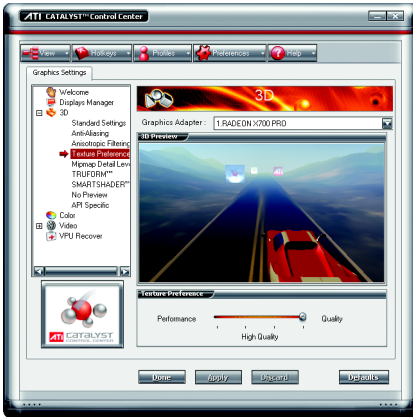 ATI CATALYST™ Control Center
View Hotkeys Profiles Preferences Help
Graphics Settings
Welcome
Displays Manager
3D
Standard Settings
Anti-Aliasing
Anisotropic Filtering
Texture Preference
Mipmap Detail Leve
TRUFORM™
SMARTSHADER™
No Preview
API Specific
Color
Video
VPU Recover
ATI CATALYST
CONTROL CENTER
3D
Graphics Adapter :
1.RADEON X700 PRO
3D Preview
ATI
Texture Preference
Performance
Quality
High Quality
Done Apply Discard Defaults